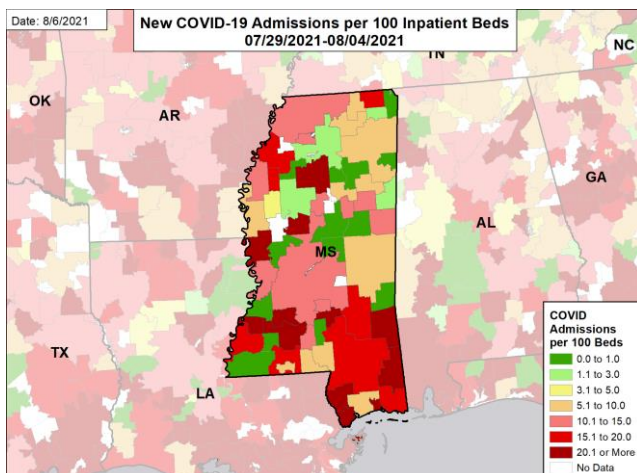 Date: 8/6/2021
New COVID-19 Admissions per 100 Inpatient Beds
07/29/2021-08/04/2021
TN
NC
OK
AR
GA
AL
MS
TX
LA
COVID
Admissions
per 100 Beds
0.0 to 1.0
1.1 to 3.0
3.1 to 5.0
5.1 to 10.0
10.1 to 15.0
15.1 to 20.0
20.1 or More
No Data